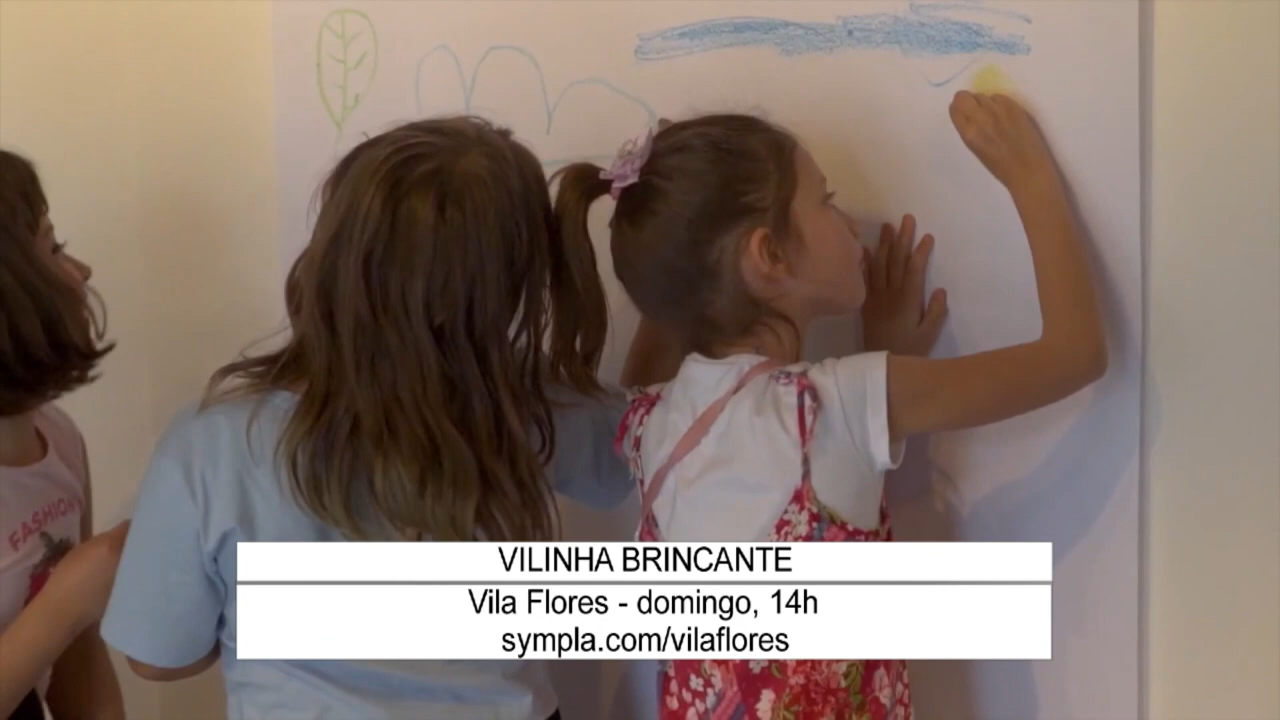 FASHION
VILINHA BRINCANTE
Vila Flores - domingo, 14h
sympla.com/vilaflores